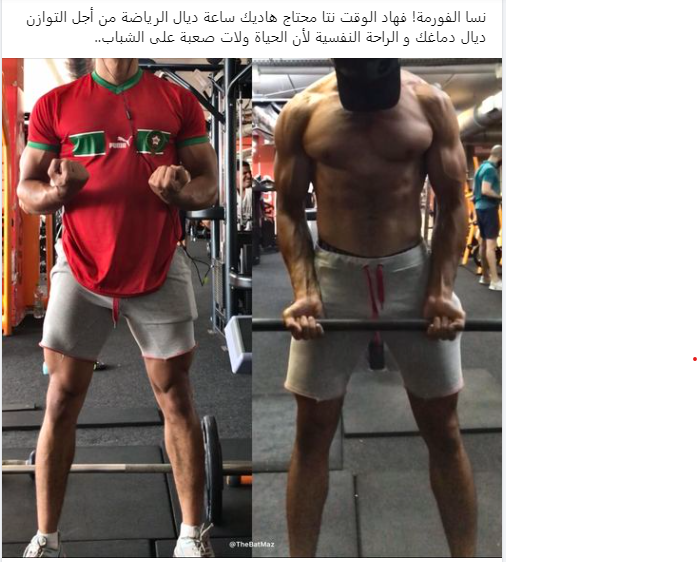 نسا الفورمة! فهاد الوقت نتا محتاج هاديك ساعة ديال الرياضة من أجل التوازن
ديال دماغك و الراحة النفسية لأن الحياة ولات صعبة على الشباب..
PUMA
@TheBatMaz